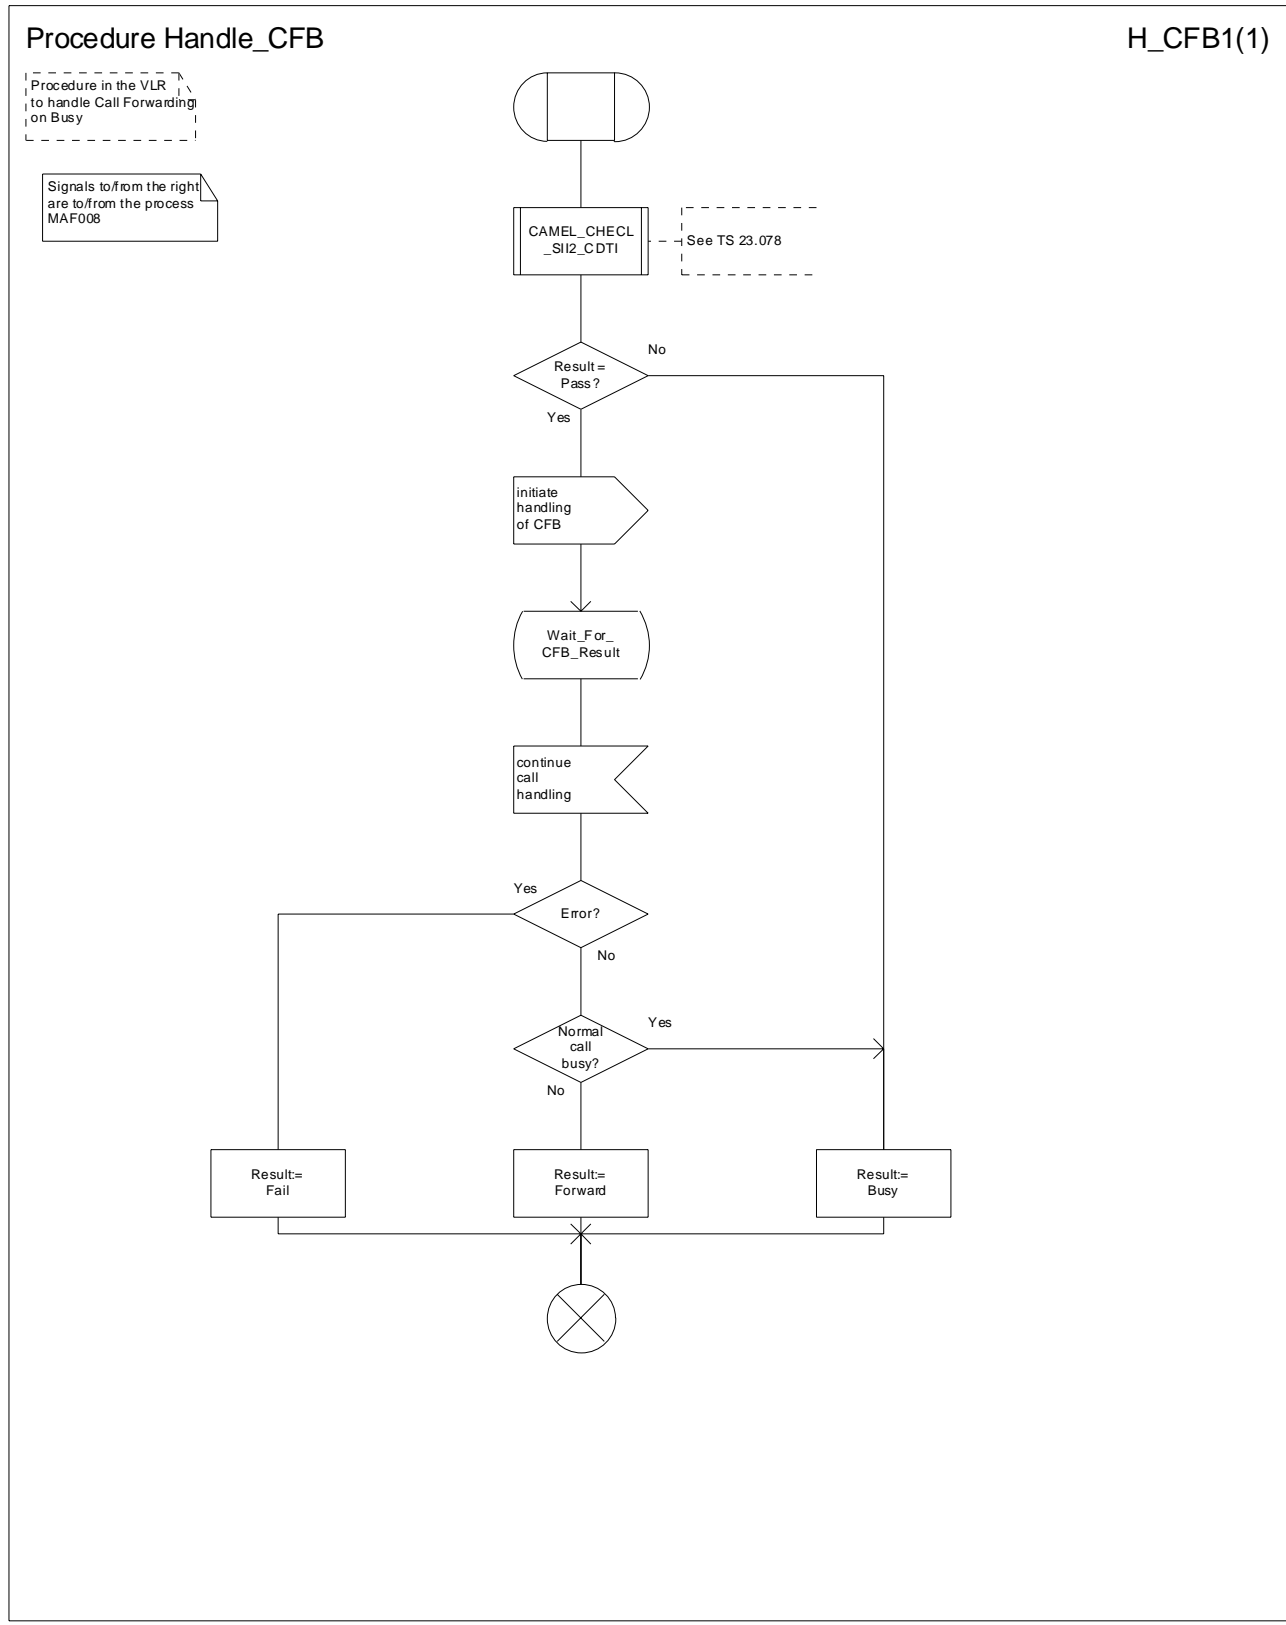 Procedure Handle_CFB
H_CFB1(1)
Procedure in the VLR
to handle Call Forwarding
on Busy
Signals to/from the right
are to/from the process
MAF008
CAMEL_CHECL
_SII2_CDTI
See TS 23.078
Result=
Pass?
No
Yes
initiate
handling
of CFB
Wait_For_
CFB_Result
continue
call
handling
Yes
Error?
No
Normal
call
busy?
Yes
No
Result:=
Fail
Result:=
Forward
Result:=
Busy